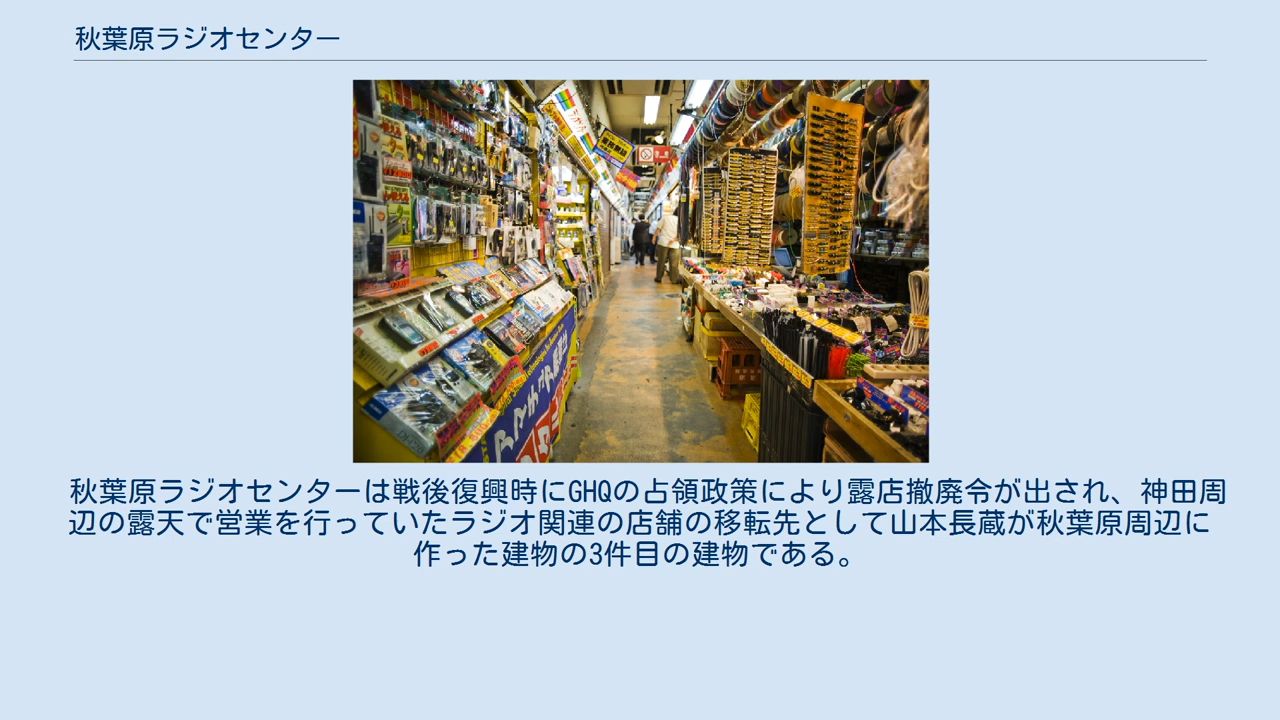 秋葉原ラジオセンター
秋葉原ラジオセンターは戦後復興時にGHQの占領政策により露店撤廃令が出され、神田周
辺の露天で営業を行っていたラジオ関連の店舗の移転先として山本長蔵が秋葉原周辺に
作った建物の3件目の建物である。